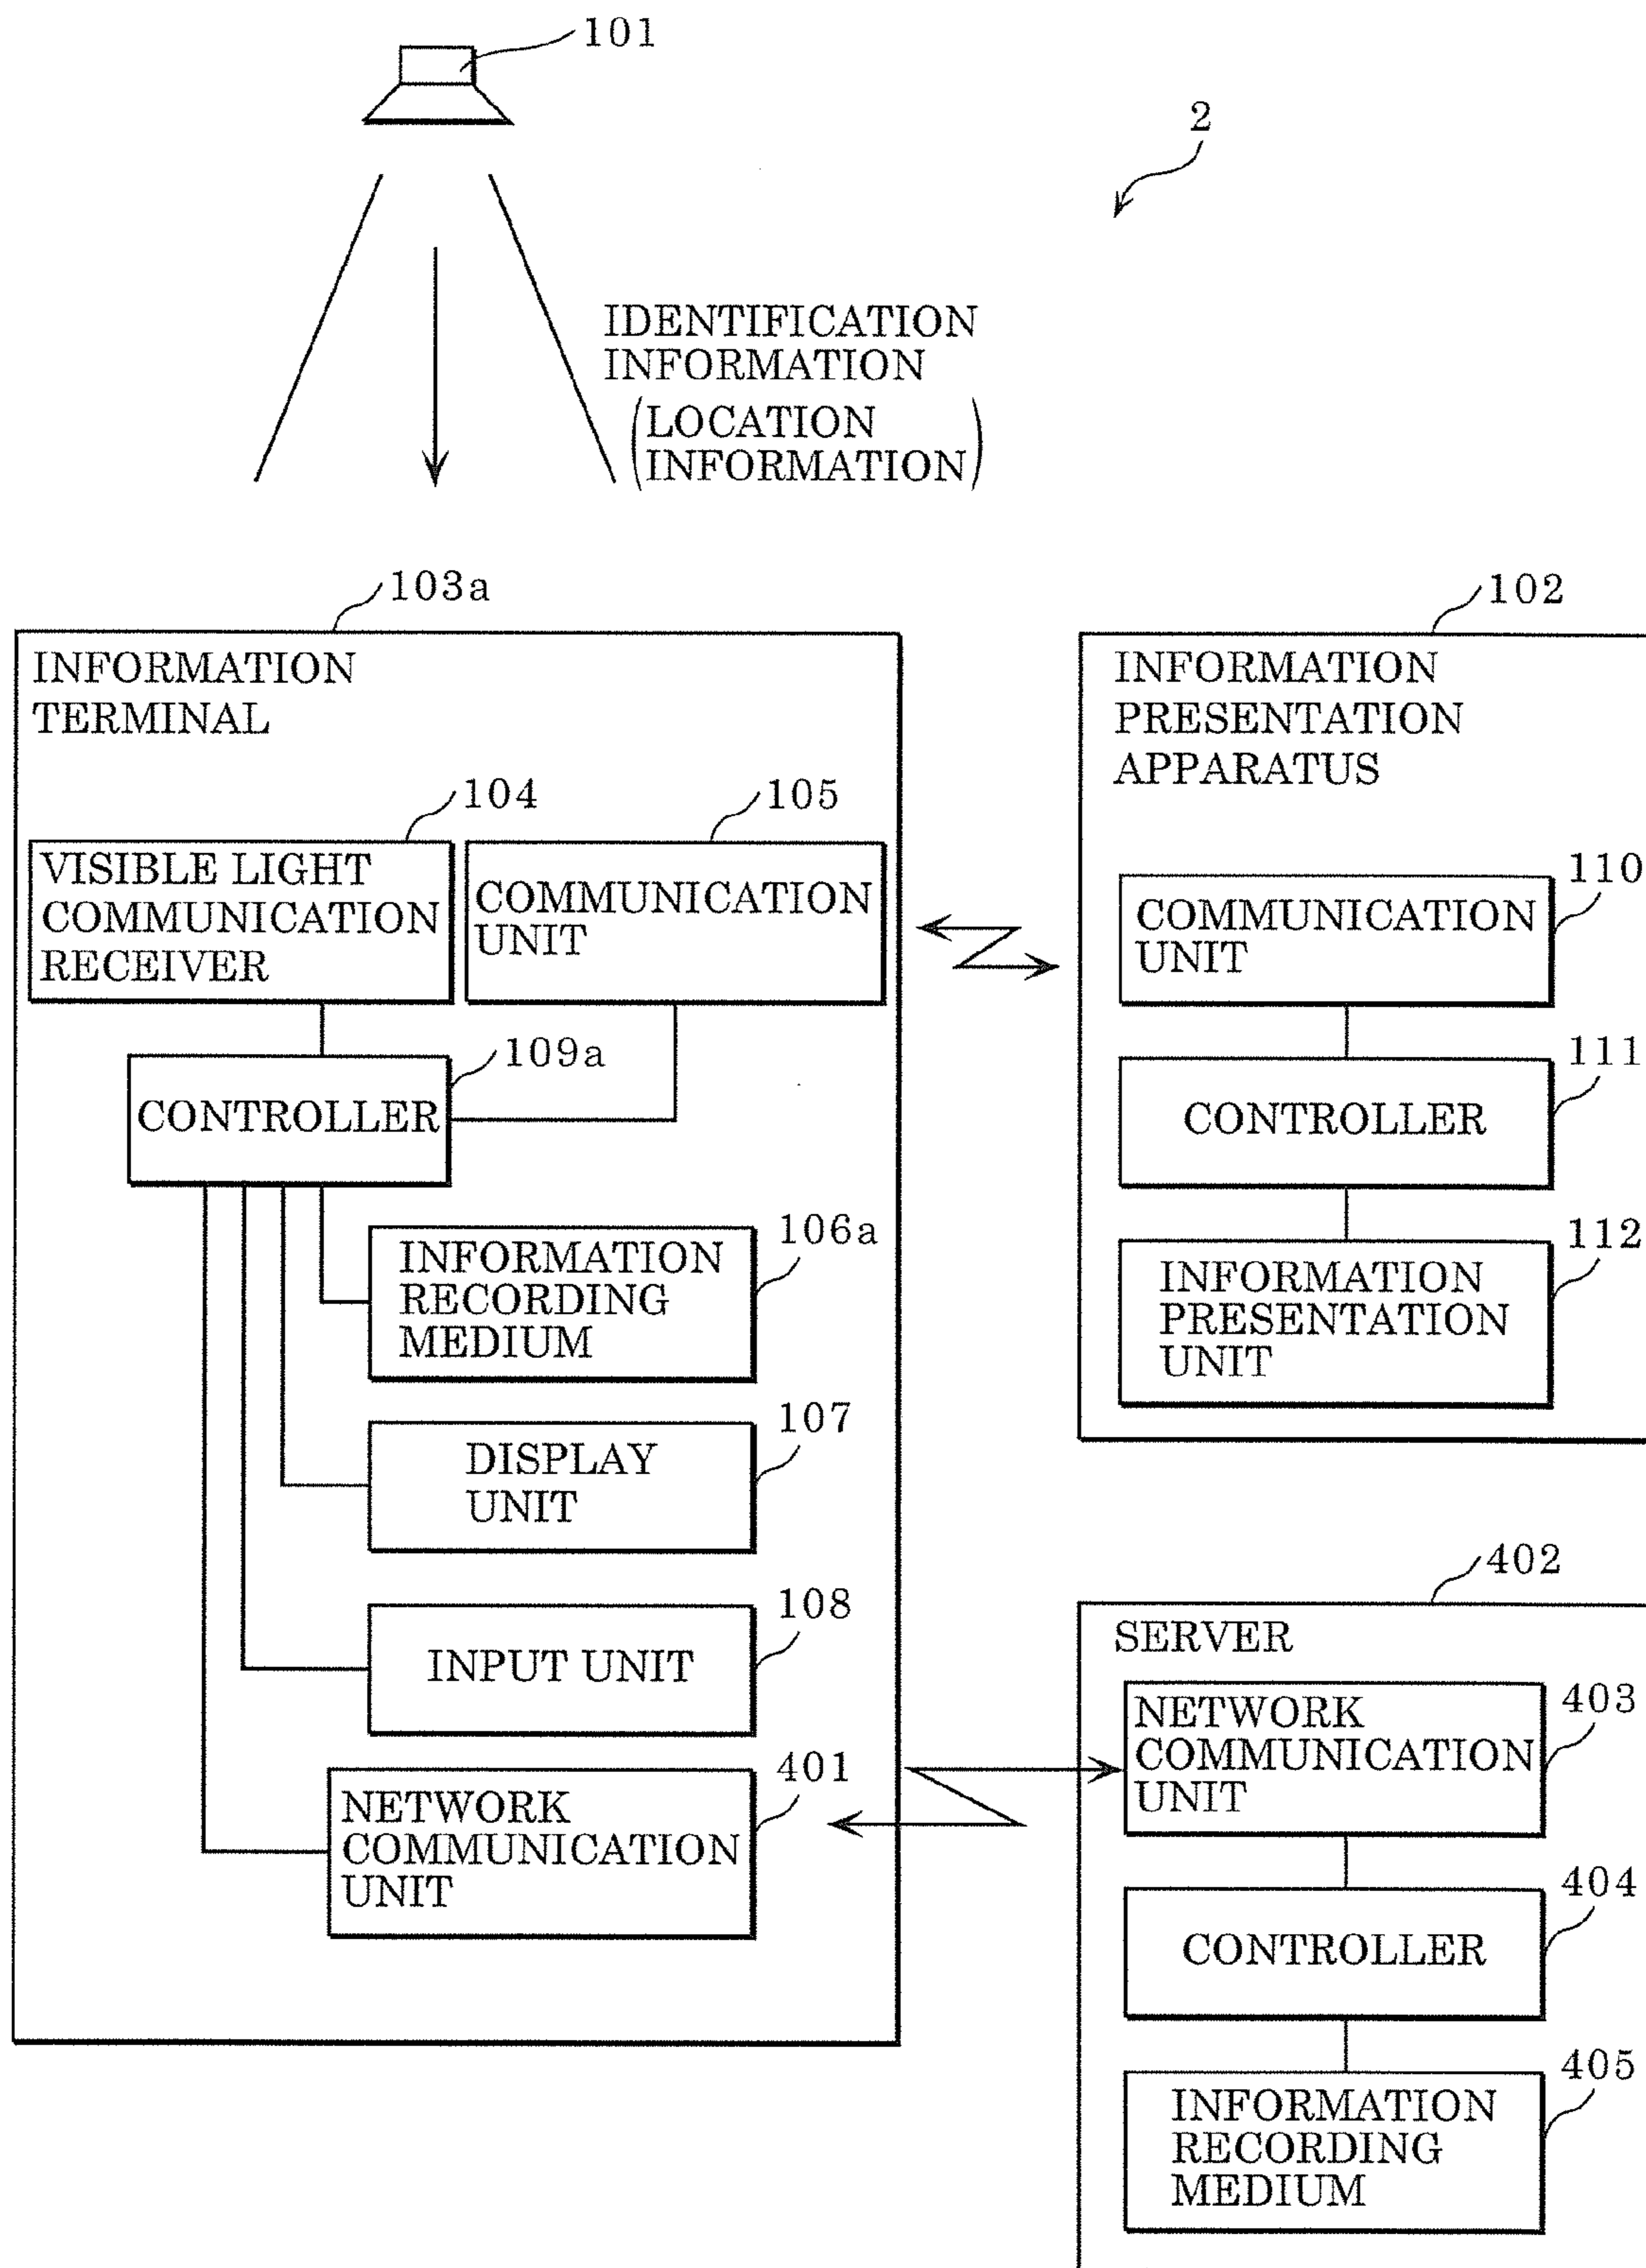 101
2
IDENTIFICATION
INFORMATION
(LOCATION
INFORMATION)
103a
INFORMATION
TERMINAL
104
VISIBLE LIGHT
COMMUNICATION
RECEIVER
105
COMMUNICATION
UNIT
109a
CONTROLLER
106a
INFORMATION
RECORDING
MEDIUM
107
DISPLAY
UNIT
108
INPUT UNIT
401
NETWORK
COMMUNICATION
UNIT
102
INFORMATION
PRESENTATION
APPARATUS
110
COMMUNICATION
UNIT
111
CONTROLLER
112
INFORMATION
PRESENTATION
UNIT
402
SERVER
403
NETWORK
COMMUNICATION
UNIT
404
CONTROLLER
405
INFORMATION
RECORDING
MEDIUM